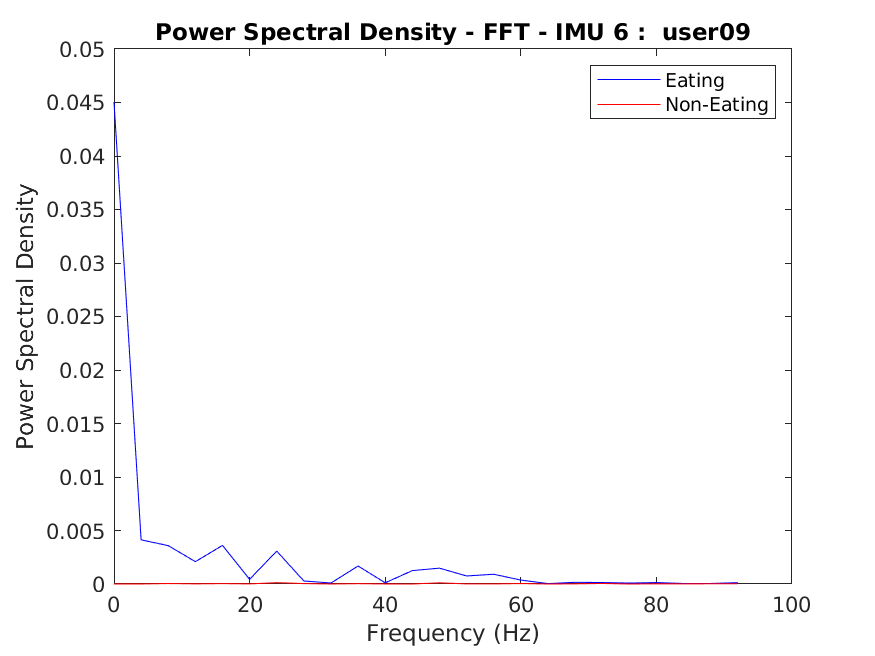 Power Spectral Density - FFT - IMU 6 :  user09
Eating
Non-Eating
Power Spectral Density
0.05
0.045
0.04
0.035
0.03
0.025
0.02
0.015
0.01
0.005
0
0 20 40 60 80 100
Frequency (Hz)